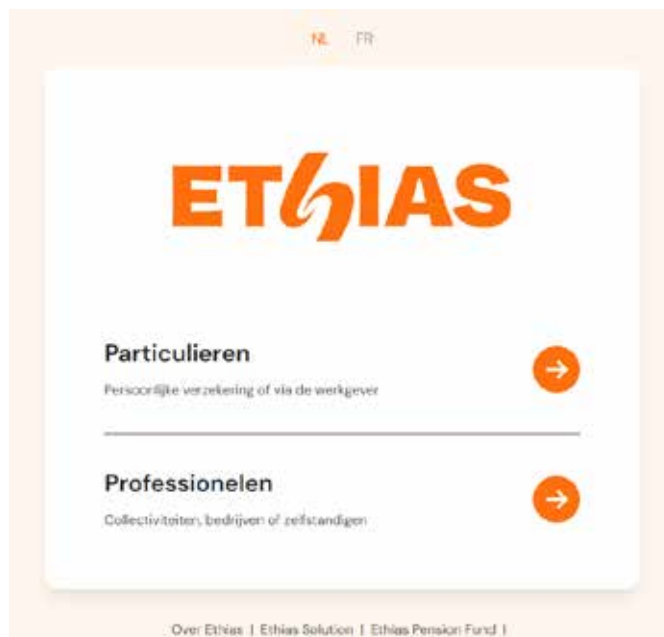 NL FR
ETHIAS
Particulieren
Persoonlijke verzekering of via de werkgever
Professionelen
Collectiviteiten, bedrijven of zelfstandigen
Over Ethias | Ethias Solution | Ethias Pension Fund |